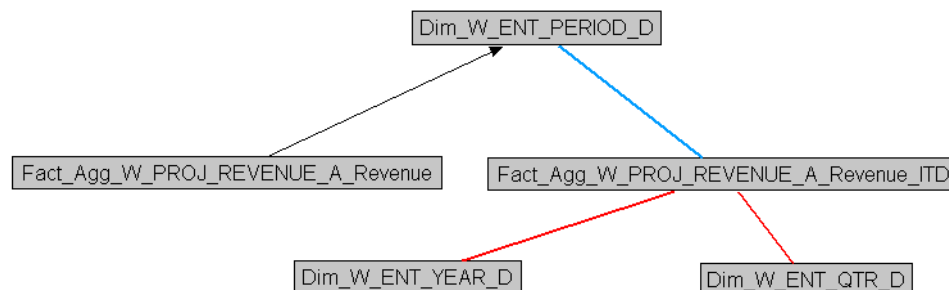 Dim_W_ENT_PERIOD_D
Fact_Agg_W_PROJ_REVENUE_A_Revenue
Fact_Agg_W_PROJ_REVENUE_A_Revenue_ITD
Dim_W_ENT_YEAR_D
Dim_W_ENT_QTR_D